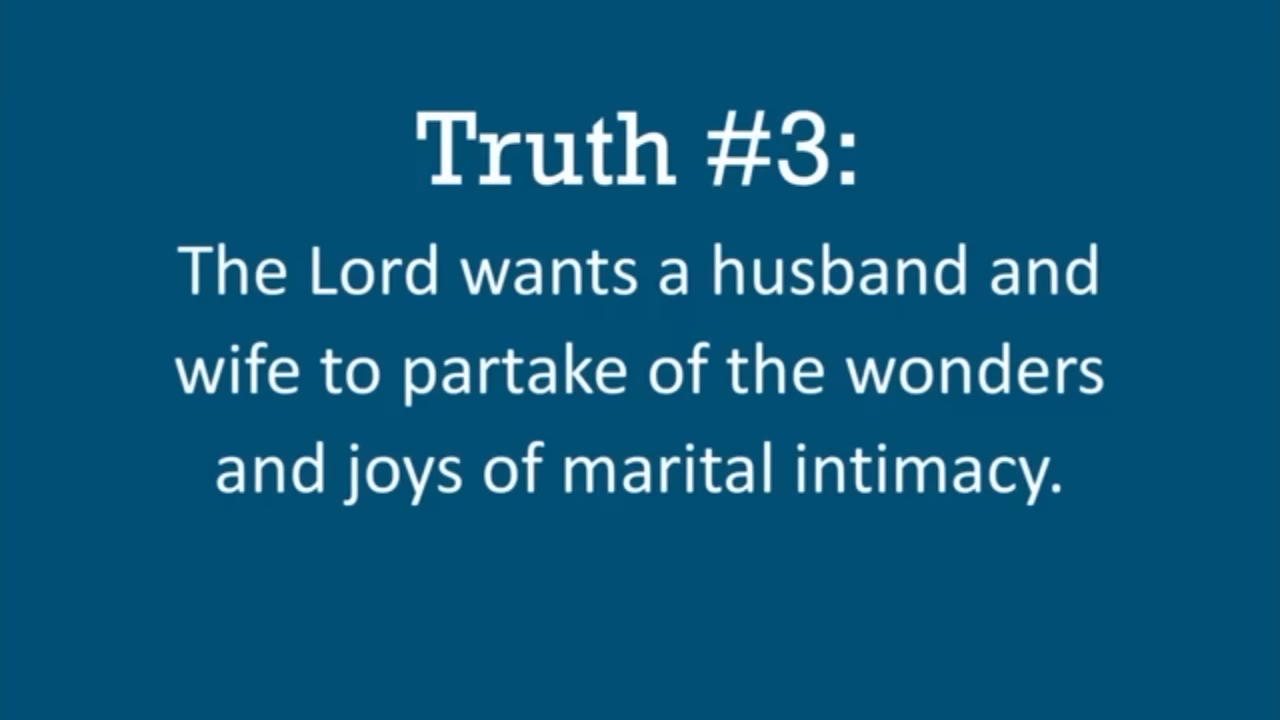 Truth #3:
The Lord wants a husband and
wife to partake of the wonders
and joys of marital intimacy.